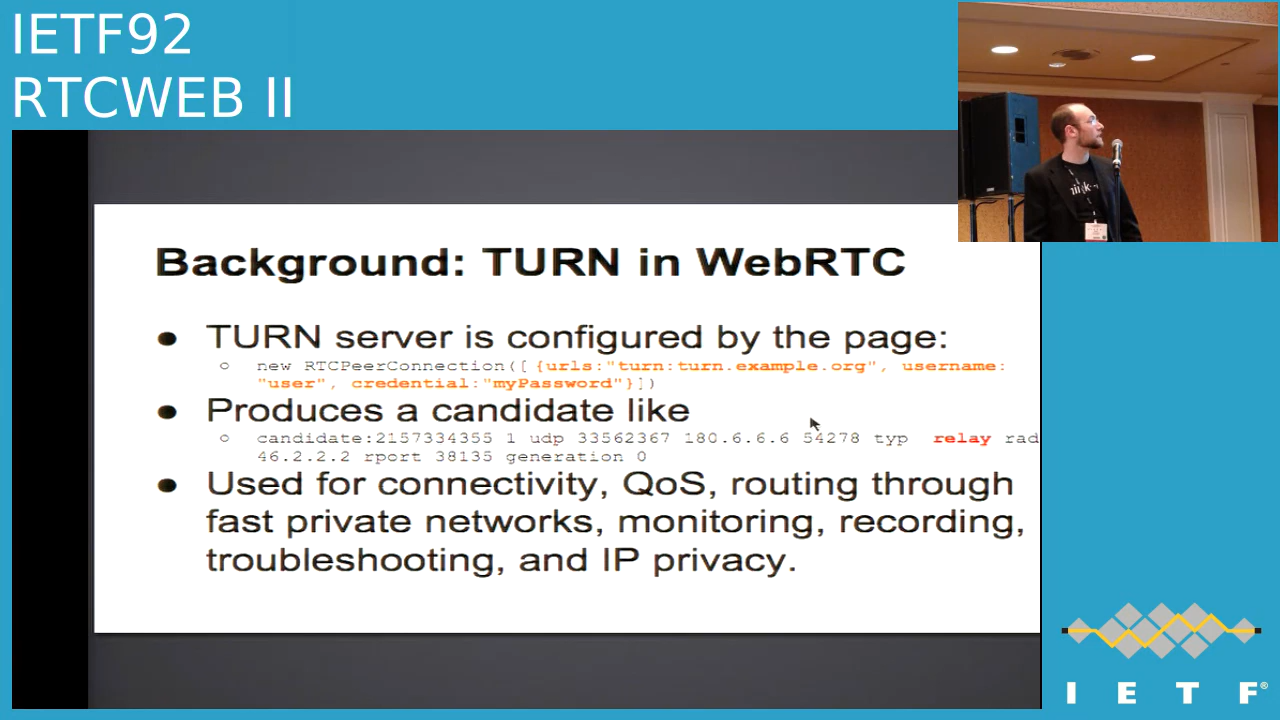 IETF92
RTCWEB II
Background: TURN in WebRTC
● TURN server is configured by the page:
○ new RTCPeerConnection([{urls:"turn:turn.example.org", username:
"user", credential:"myPassword"}])
● Produces a candidate like
○ candidate:2157334355 1 udp 33562367 180.6.6.6 54278 typ relay rad
46.2.2.2 rport 38135 generation 0
● Used for connectivity, QoS, routing through
fast private networks, monitoring, recording,
troubleshooting, and IP privacy.
I E T F®